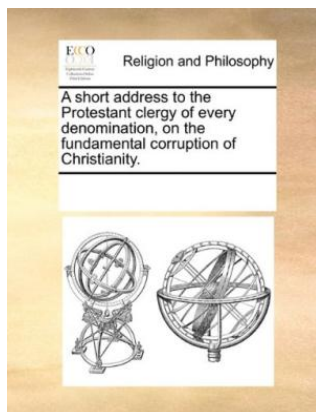 ECCO
Religion and Philosophy
A short address to the
Protestant clergy of every
denomination, on the
fundamental corruption of
Christianity.